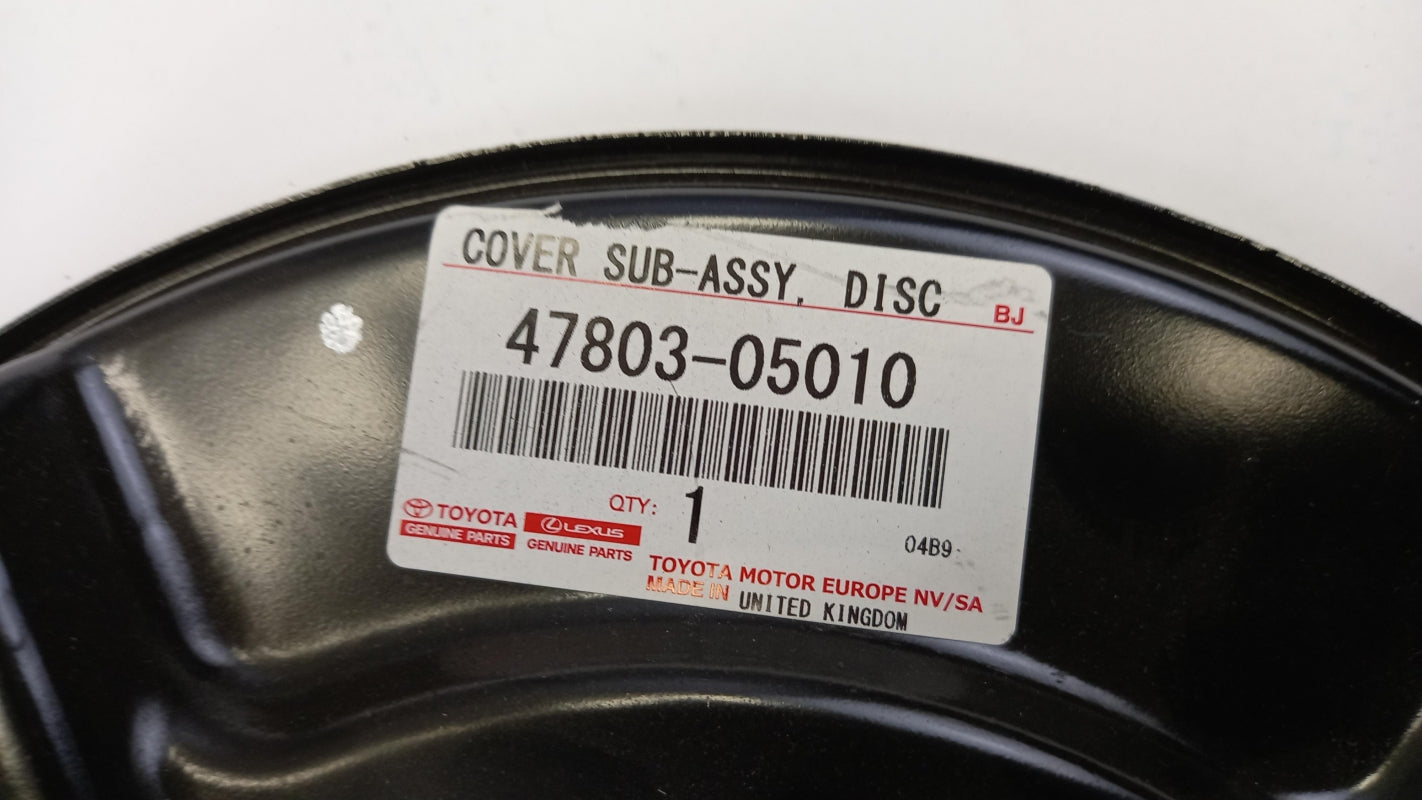 COVER SUB-ASSY, DISC
BJ
47803-05010
QTY: 1
TOYOTA
GENUINE PARTS
LEXUS
GENUINE PARTS
04B9
TOYOTA MOTOR EUROPE NV/SA
MADE IN UNITED KINGDOM